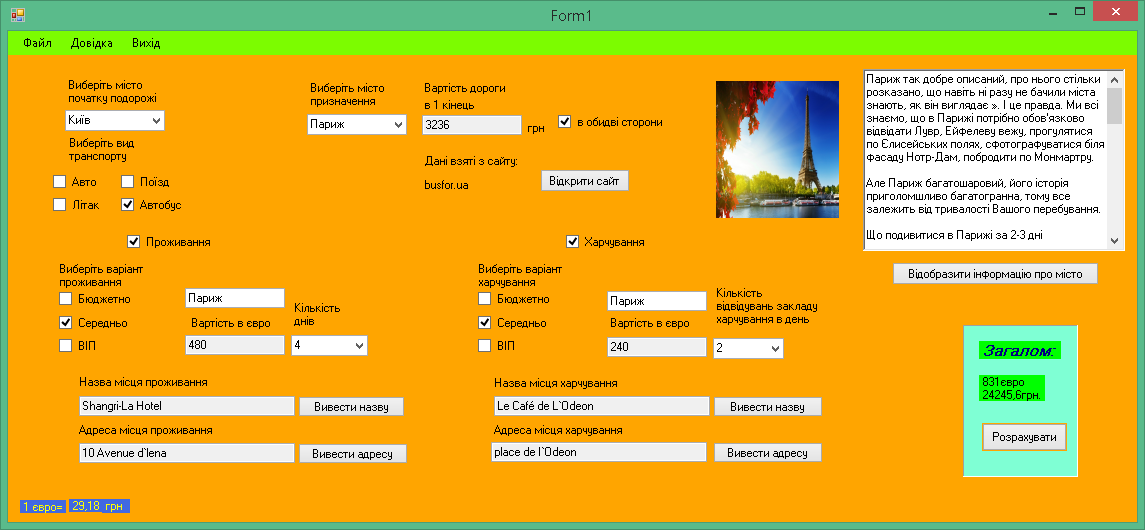 Form1
Файл Довідка Вихід
Виберіть місто
початку подорожі
Київ
Виберіть вид
транспорту
Авто Поїзд
Літак Автобус
Виберіть місто
призначення
Париж
Вартість дороги
в 1 кінець
3236 грн
в обидві сторони
Дані взяті з сайту:
busfor.ua
Відкрити сайт
Париж так добре описаний, про нього стільки
розказано, що навіть ні разу не бачили міста
знають, як він виглядає ». І це правда. Ми всі
знаємо, що в Парижі потрібно обов'язково
відвідати Лувр, Ейфелеву вежу, прогулятися
по Єлисейських полях, сфотографуватися біля
фасаду Нотр-Дам, побродити по Монмартру.
Але Париж багатошаровий, його історія
приголомшливо багатогранна, тому все
залежить від тривалості Вашого перебування.
Що подивитися в Парижі за 2-3 дні
Відобразити інформацію про місто
Проживання
Виберіть варіант
проживання
Бюджетно
Середньо
ВІП
Париж
Вартість в євро
480
Кількість
днів
4
Назва місця проживання
Shangri-La Hotel
Вивести назву
Адреса місця проживання
10 Avenue d`Iena
Вивести адресу
Харчування
Виберіть варіант
харчування
Бюджетно
Середньо
ВІП
Париж
Вартість в євро
240
Кількість
відвідувань закладу
харчування в день
2
Назва місця харчування
Le Café de L`Odeon
Вивести назву
Адреса місця харчування
place de l`Odeon
Вивести адресу
Загалом:
831євро
24245,6грн.
Розрахувати
1 євро= 29,18 грн